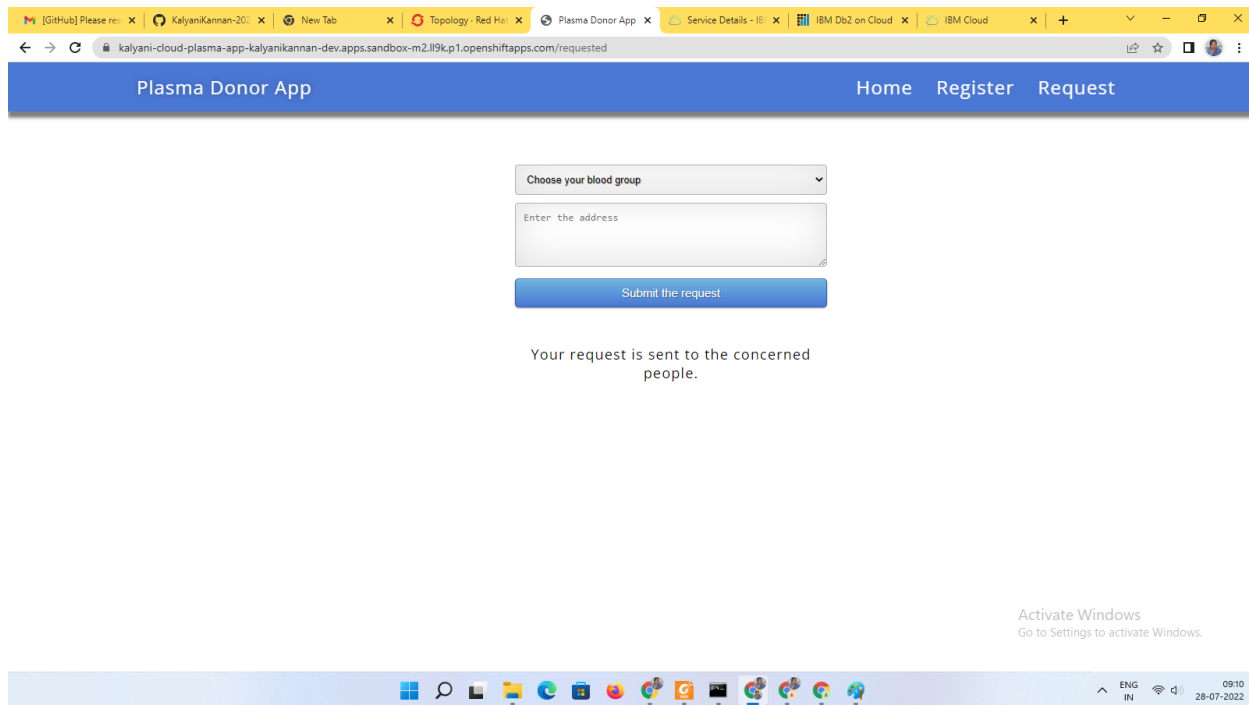 [GitHub] Please res
KalyaniKannan-202
New Tab
Topology · Red Hat
Plasma Donor App
Service Details - IB
IBM Db2 on Cloud
IBM Cloud
kalyani-cloud-plasma-app-kalyanikannan-dev.apps.sandbox-m2.ll9k.p1.openshiftapps.com/requested
Plasma Donor App
Home Register Request
Choose your blood group
Enter the address
Submit the request
Your request is sent to the concerned
people.
Activate Windows
Go to Settings to activate Windows.
ENG
IN
09:10
28-07-2022